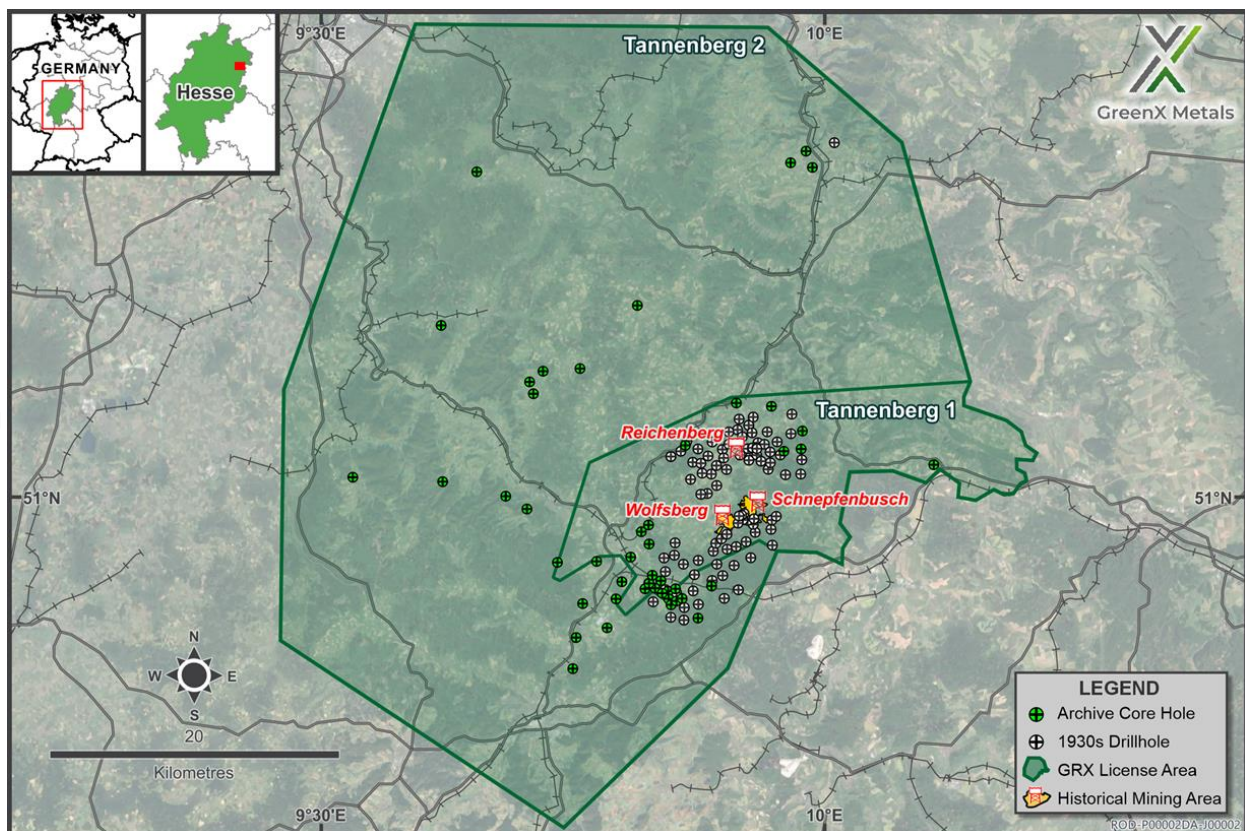 9°30'E
10°E
GERMANY
Hesse
Tannenberg 2
GreenX Metals
Tannenberg 1
Reichenberg
51°N
51°N
Schnepfenbusch
Wolfsberg
N
W
E
S
20
Kilometres
LEGEND
Archive Core Hole
1930s Drillhole
GRX License Area
Historical Mining Area
9°30'E
10°E
ROD-P00002DA-J00002